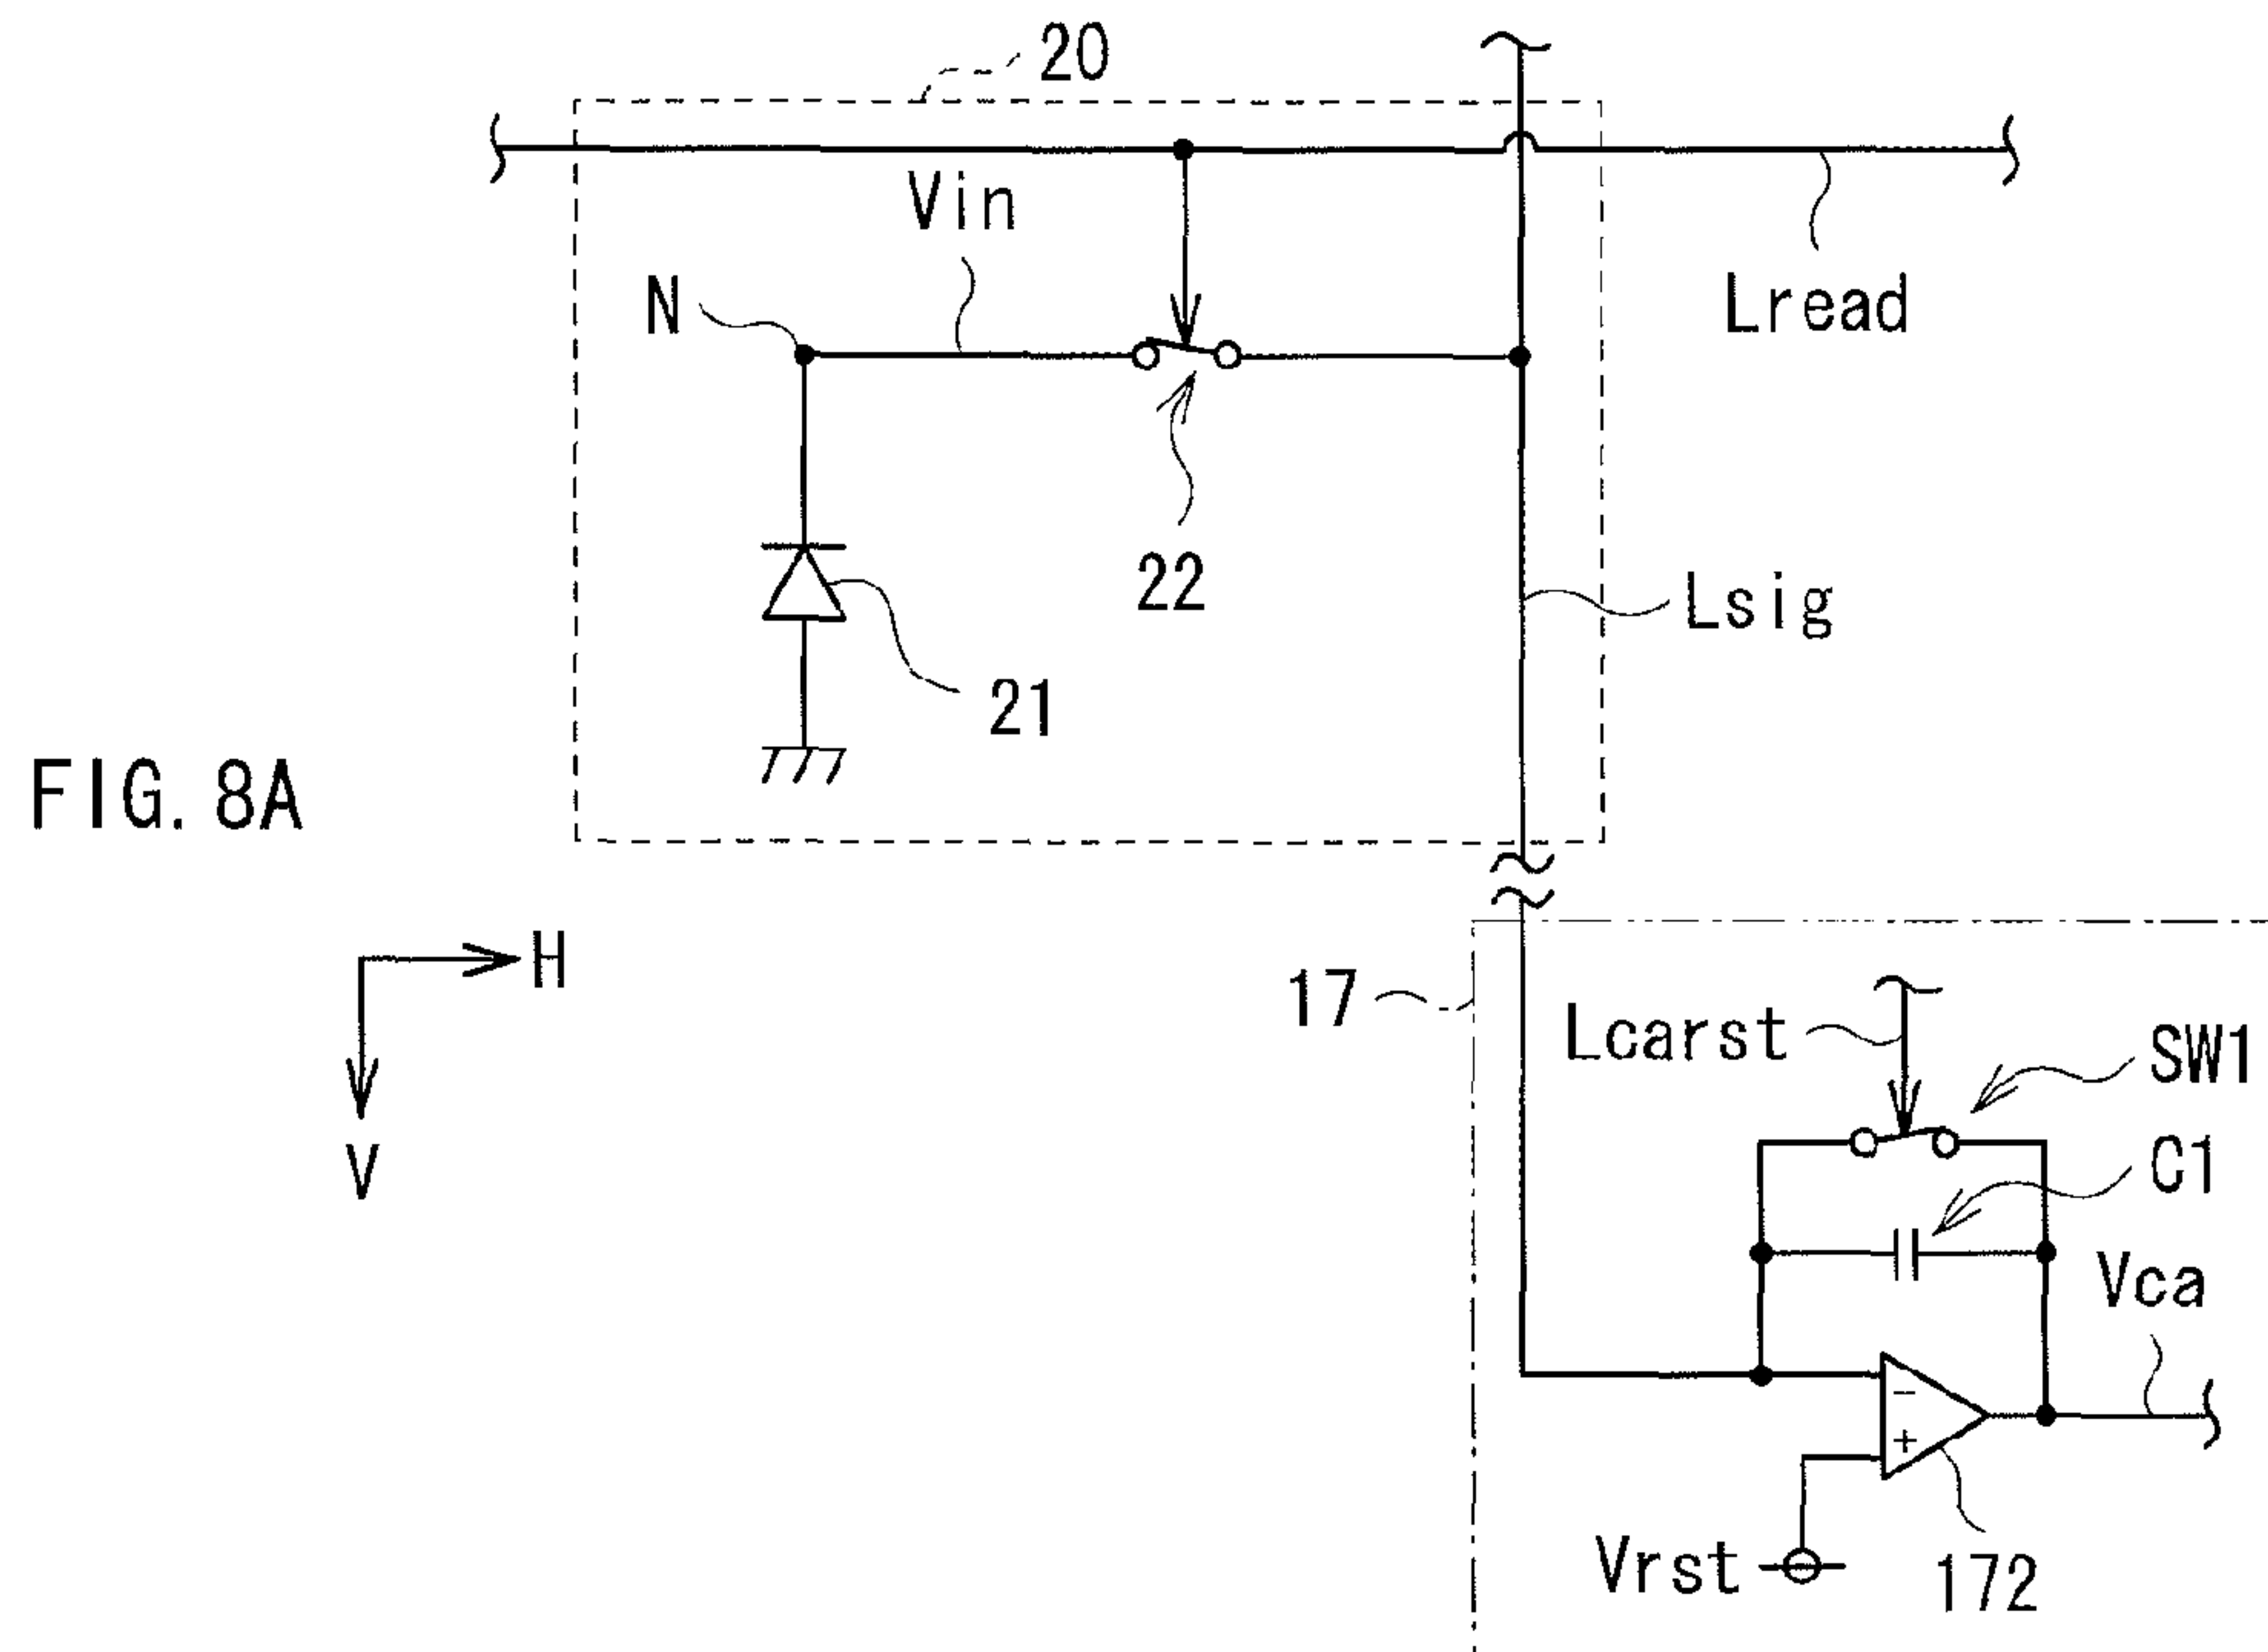 20
Vin
N
Lread
22
Lsig
21
FIG. 8A
H
17
Lcarst
SW1
V
C1
Vca
−
+
Vrst
172